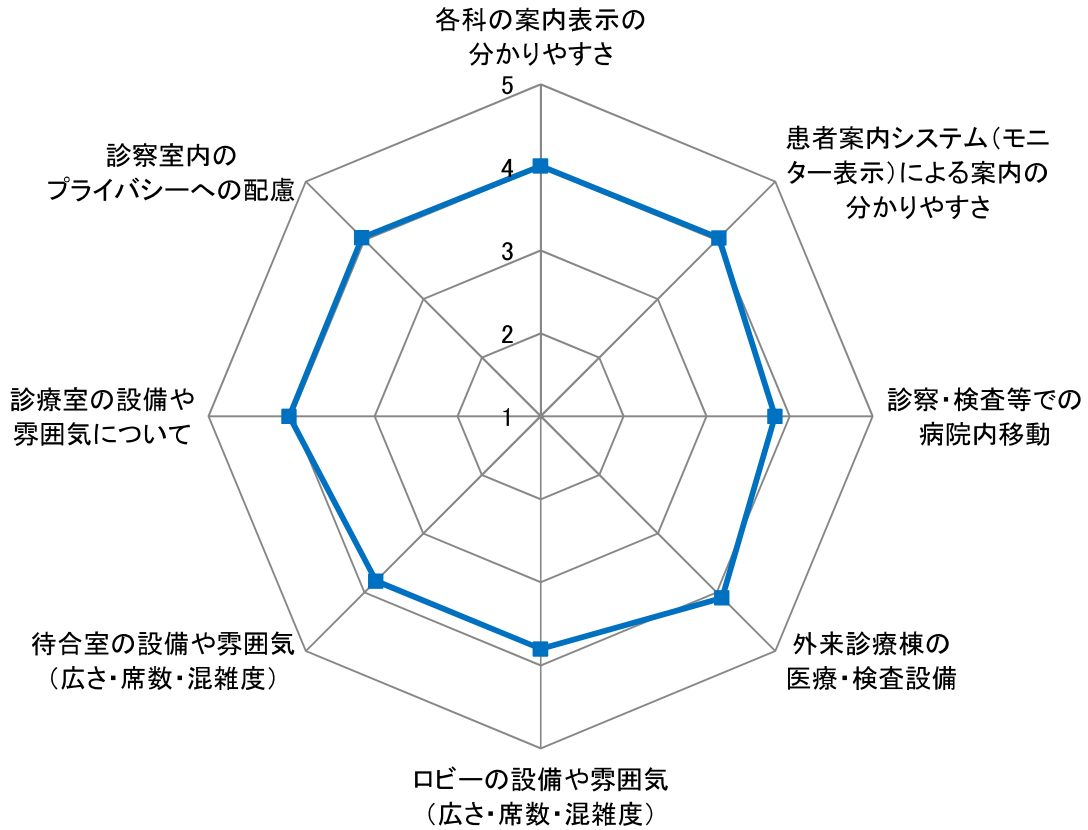 各科の案内表示の
分かりやすさ
患者案内システム（モニ
ター表示）による案内の
分かりやすさ
診察・検査等での
病院内移動
外来診療棟の
医療・検査設備
ロビーの設備や雰囲気
（広さ・席数・混雑度）
待合室の設備や雰囲気
（広さ・席数・混雑度）
診療室の設備や
雰囲気について
診察室内の
プライバシーへの配慮
5
4
3
2
1